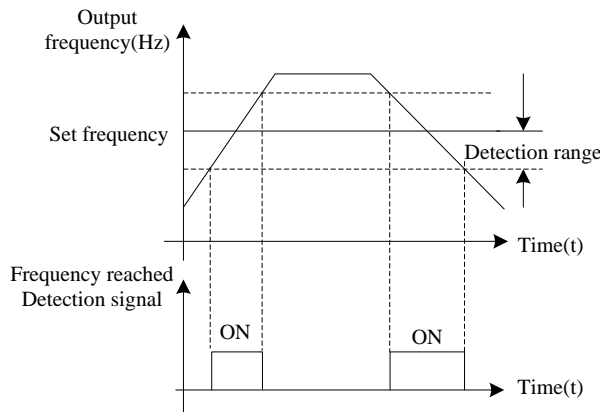 Output
frequency(Hz)
Set frequency
Detection range
Time(t)
Frequency reached
Detection signal
ON
ON
Time(t)